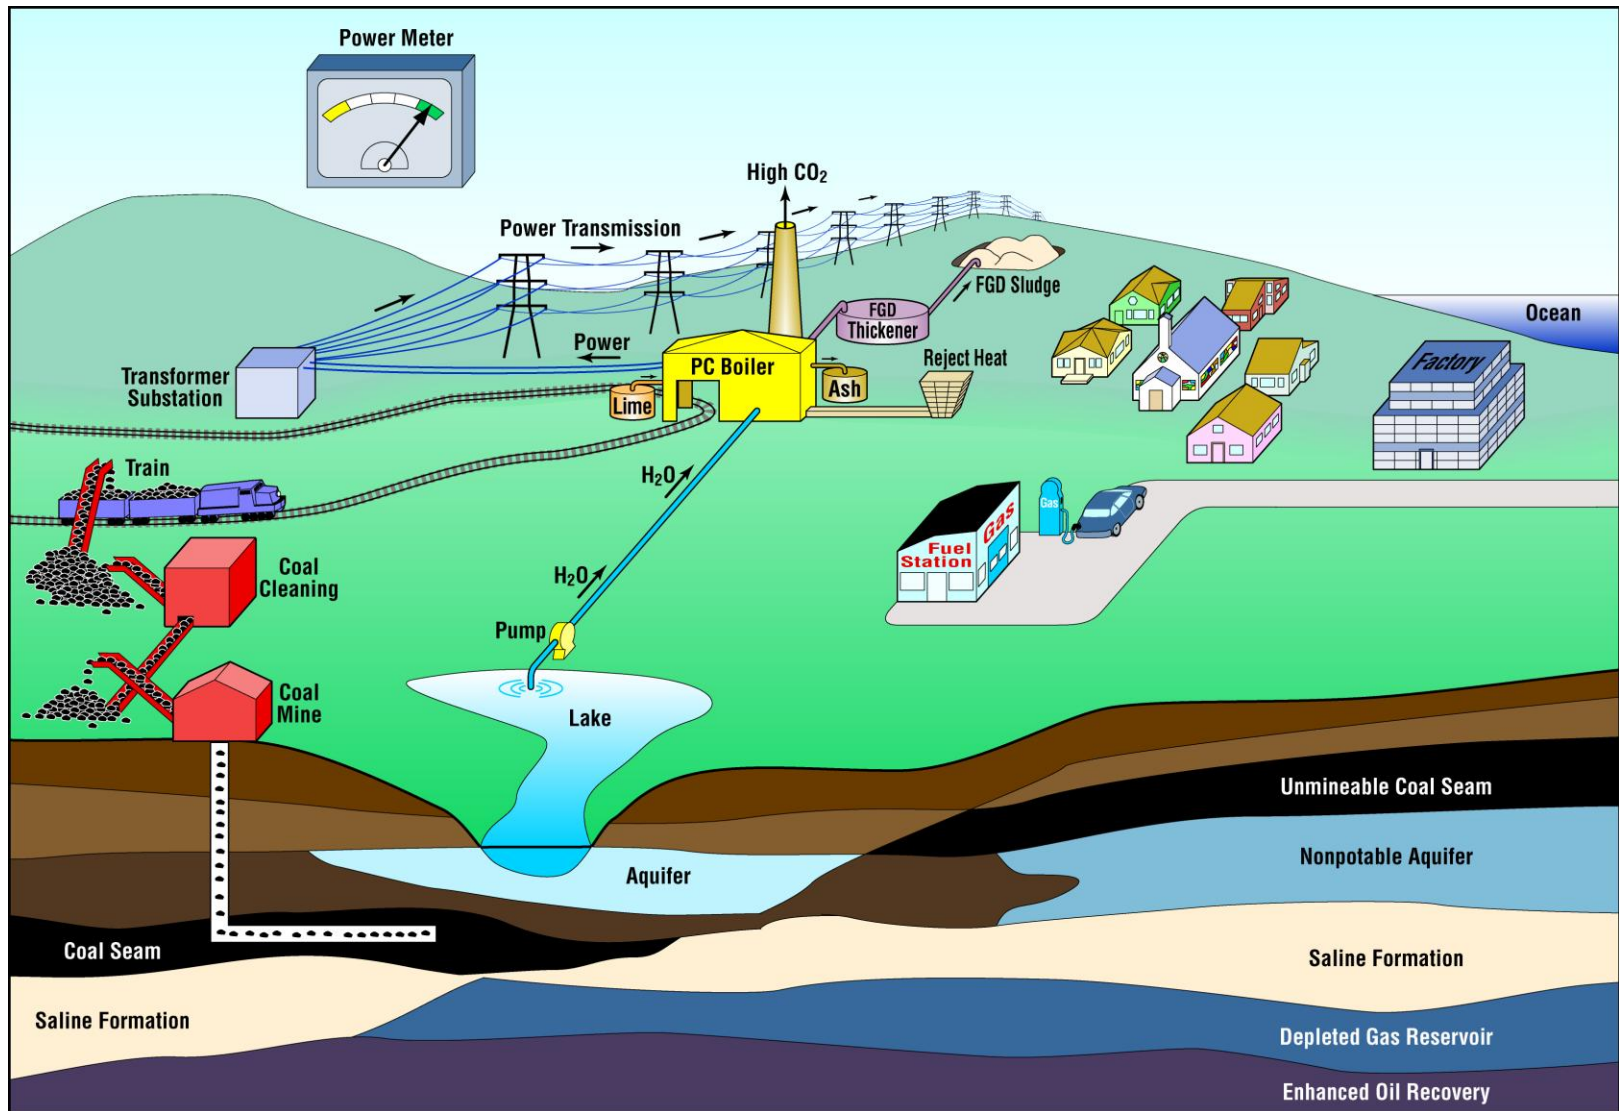 Power Meter
High CO₂
Power Transmission
FGD Sludge
FGD
Thickener
Ocean
Power
PC Boiler
Reject Heat
Factory
Transformer
Substation
Lime
Ash
Train
H₂O
Gas
Coal
Cleaning
Fuel
Station
Gas
H₂O
Pump
Coal
Mine
Lake
Unmineable Coal Seam
Aquifer
Nonpotable Aquifer
Coal Seam
Saline Formation
Saline Formation
Depleted Gas Reservoir
Enhanced Oil Recovery